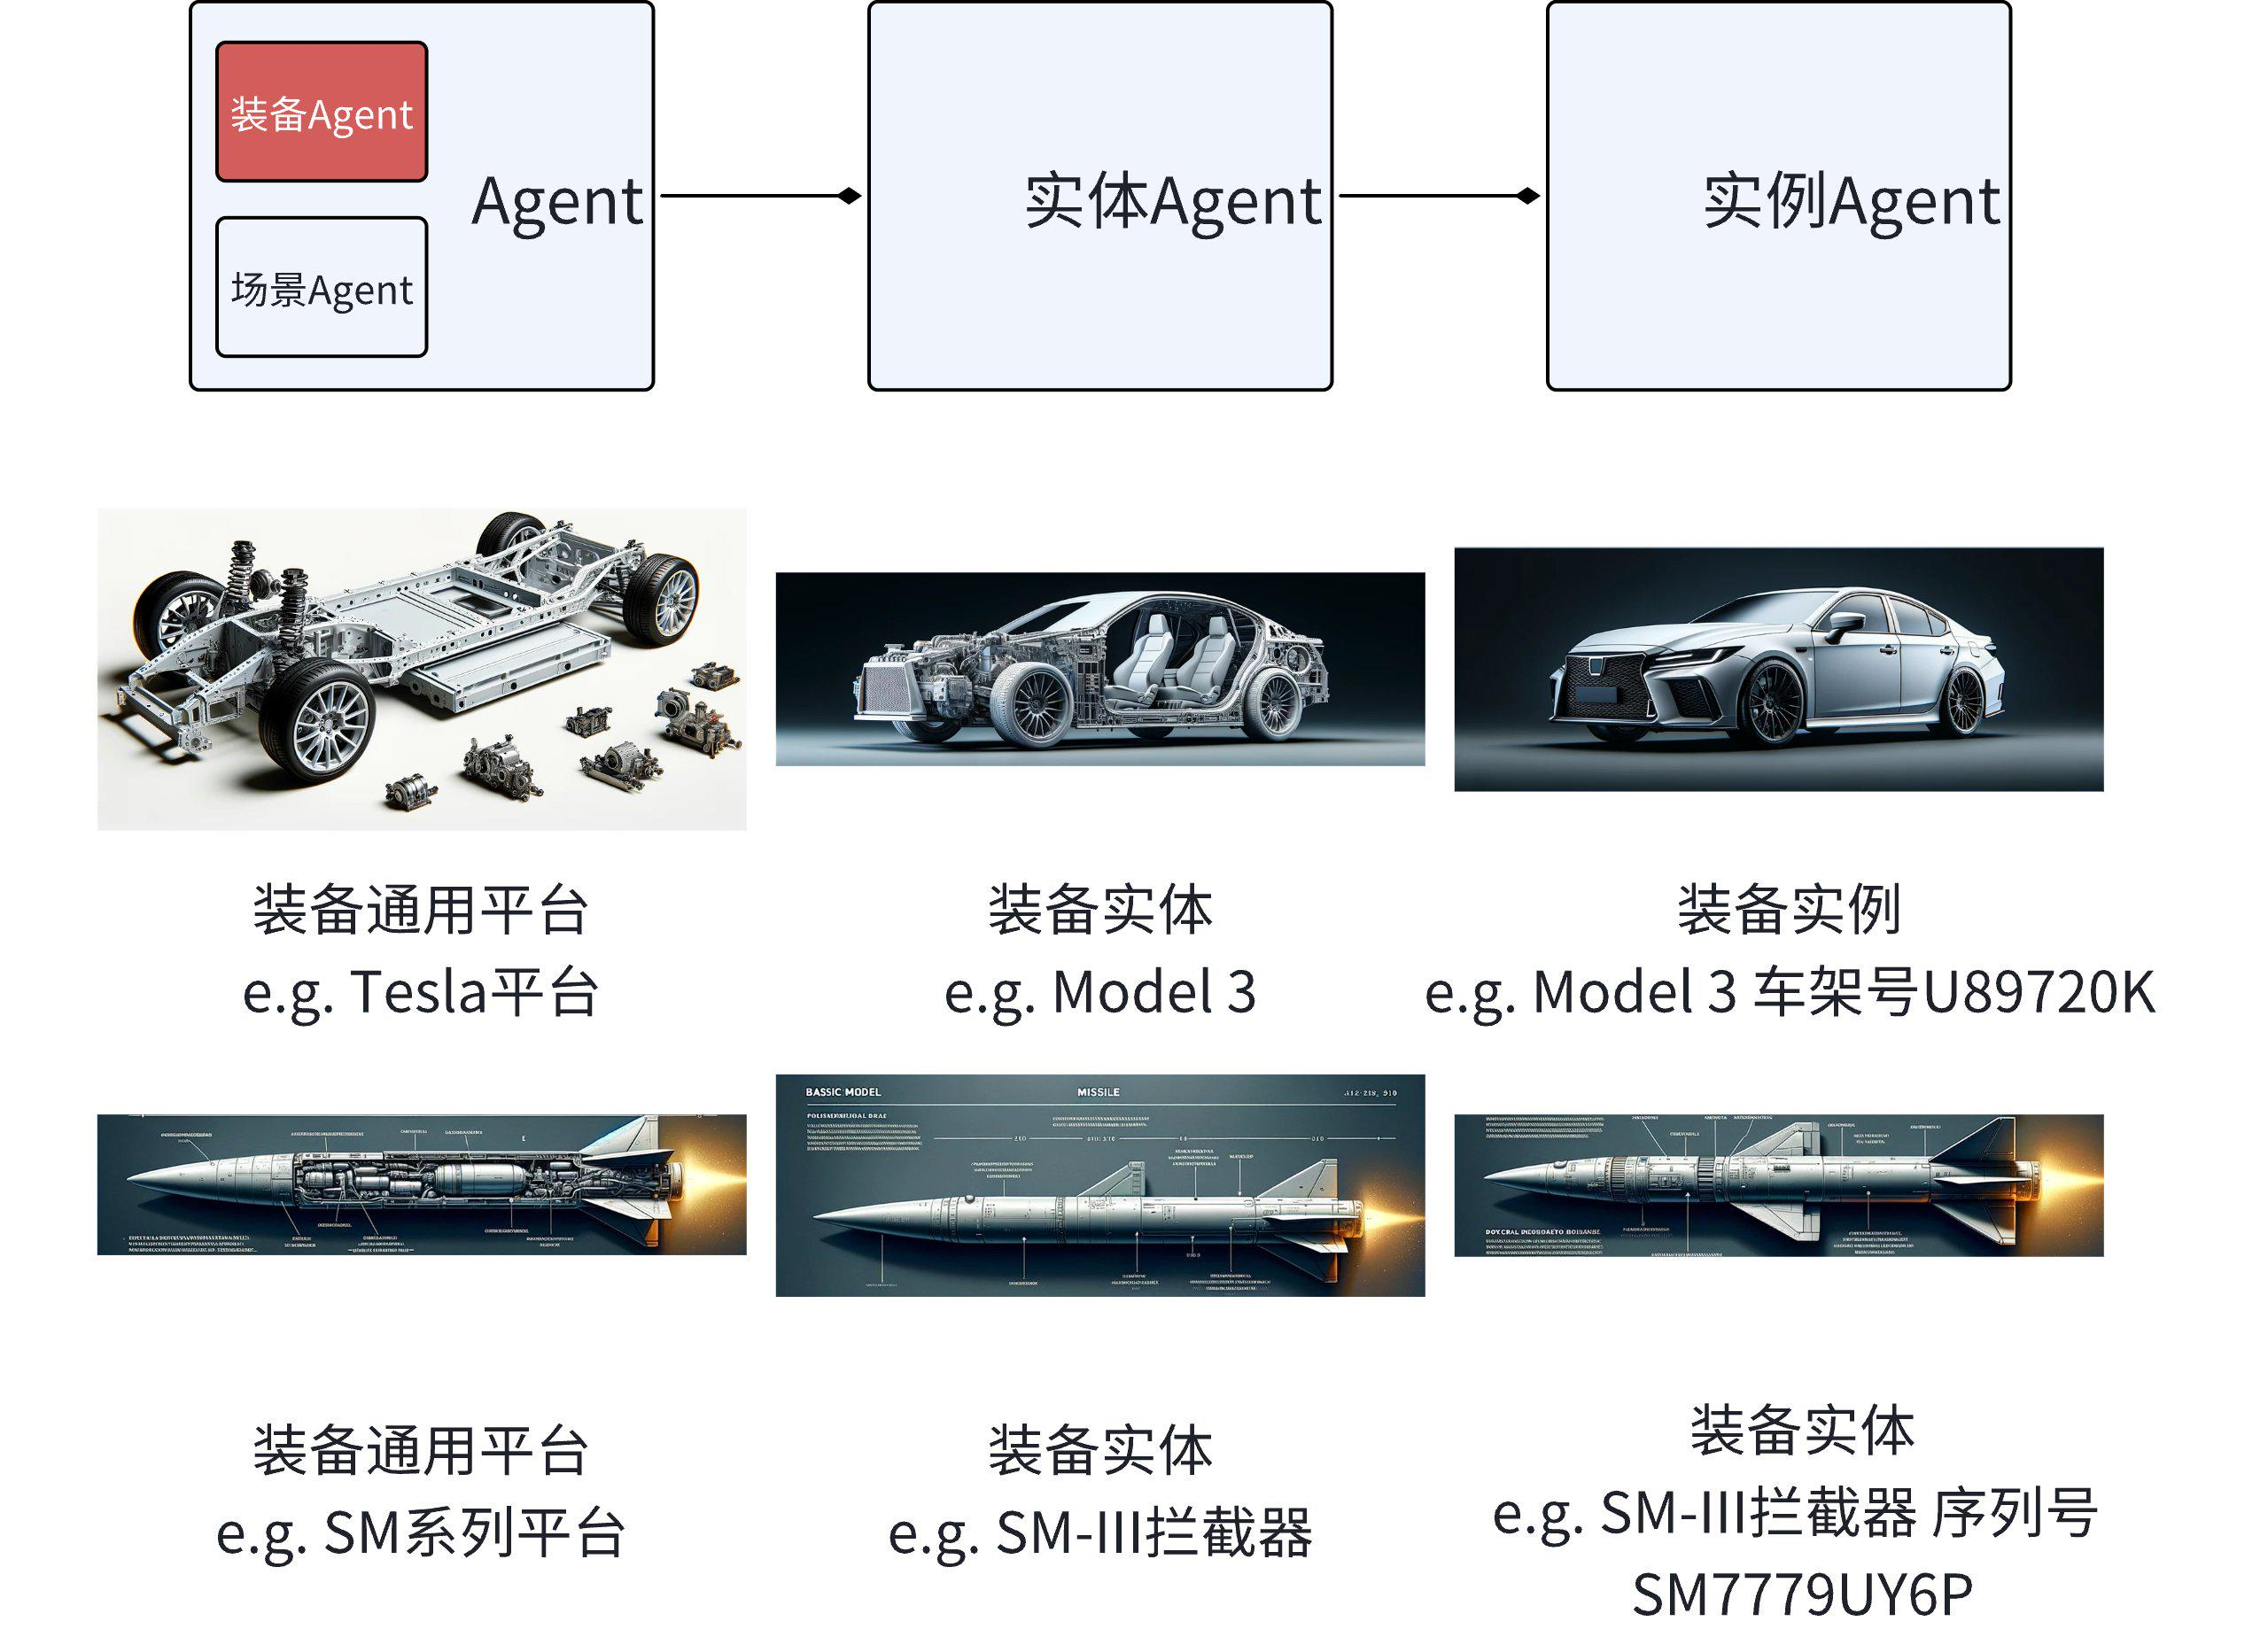 装备Agent
场景Agent
Agent
实体Agent
实例Agent
装备通用平台
e.g. Tesla平台
装备实体
e.g. Model 3
装备实例
e.g. Model 3 车架号U89720K
BASSIC MODEL
MISSILE
装备通用平台
e.g. SM系列平台
装备实体
e.g. SM-III拦截器
装备实体
e.g. SM-III拦截器 序列号
SM7779UY6P